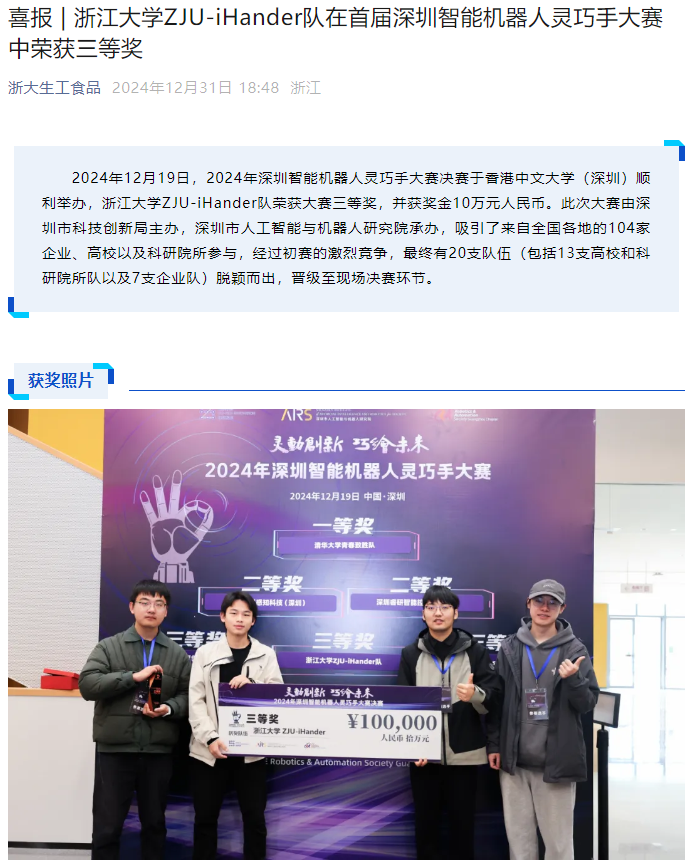 喜报 | 浙江大学ZJU-iHander队在首届深圳智能机器人灵巧手大赛
中荣获三等奖
浙大生工食品 2024年12月31日 18:48 浙江
2024年12月19日，2024年深圳智能机器人灵巧手大赛决赛于香港中文大学（深圳）顺
利举办，浙江大学ZJU-iHander队荣获大赛三等奖，并获奖金10万元人民币。此次大赛由深
圳市科技创新局主办，深圳市人工智能与机器人研究院承办，吸引了来自全国各地的104家
企业、高校以及科研院所参与，经过初赛的激烈竞争，最终有20支队伍（包括13支高校和科
研院所队以及7支企业队）脱颖而出，晋级至现场决赛环节。
获奖照片
AIRS
灵动创新 巧绘未来
2024年深圳智能机器人灵巧手大赛
2024年12月19日 中国·深圳
一等奖
二等奖 二等奖
三等奖 三等奖
浙江大学ZJU-iHander队
灵动创新 巧绘未来
2024年深圳智能机器人灵巧手大赛决赛
三等奖 ¥100,000
浙江大学 ZJU-iHander 人民币 拾万元
Robotics & Automation Society